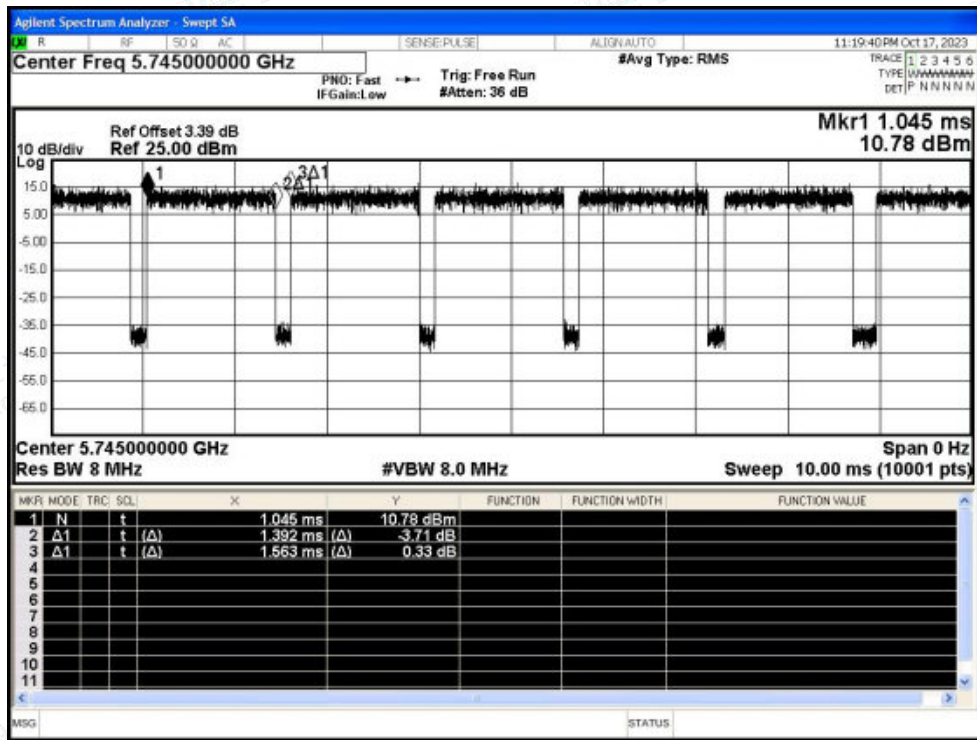 Agilent Spectrum Analyzer - Swept SA
R RF 50 Ω AC SENSE:PULSE ALIGNAUTO 11:19:40PM Oct 17, 2023
Center Freq 5.745000000 GHz #Avg Type: RMS TRACE 1 2 3 4 5 6
PNO: Fast Trig: Free Run TYPE
IFGain:Low #Atten: 36 dB DET P N N N N N
Mkr1 1.045 ms
10.78 dBm
Ref Offset 3.39 dB
10 dB/div Ref 25.00 dBm
Log
1 2Δ1 3Δ1
15.0
5.00
-5.00
-15.0
-25.0
-35.0
-45.0
-55.0
-65.0
Center 5.745000000 GHz Span 0 Hz
Res BW 8 MHz #VBW 8.0 MHz Sweep 10.00 ms (10001 pts)
MKR MODE TRC SCL X Y FUNCTION FUNCTION WIDTH FUNCTION VALUE
1 N t 1.045 ms 10.78 dBm
2 Δ1 t (Δ) 1.392 ms (Δ) -3.71 dB
3 Δ1 t (Δ) 1.563 ms (Δ) 0.33 dB
4
5
6
7
8
9
10
11
MSG STATUS